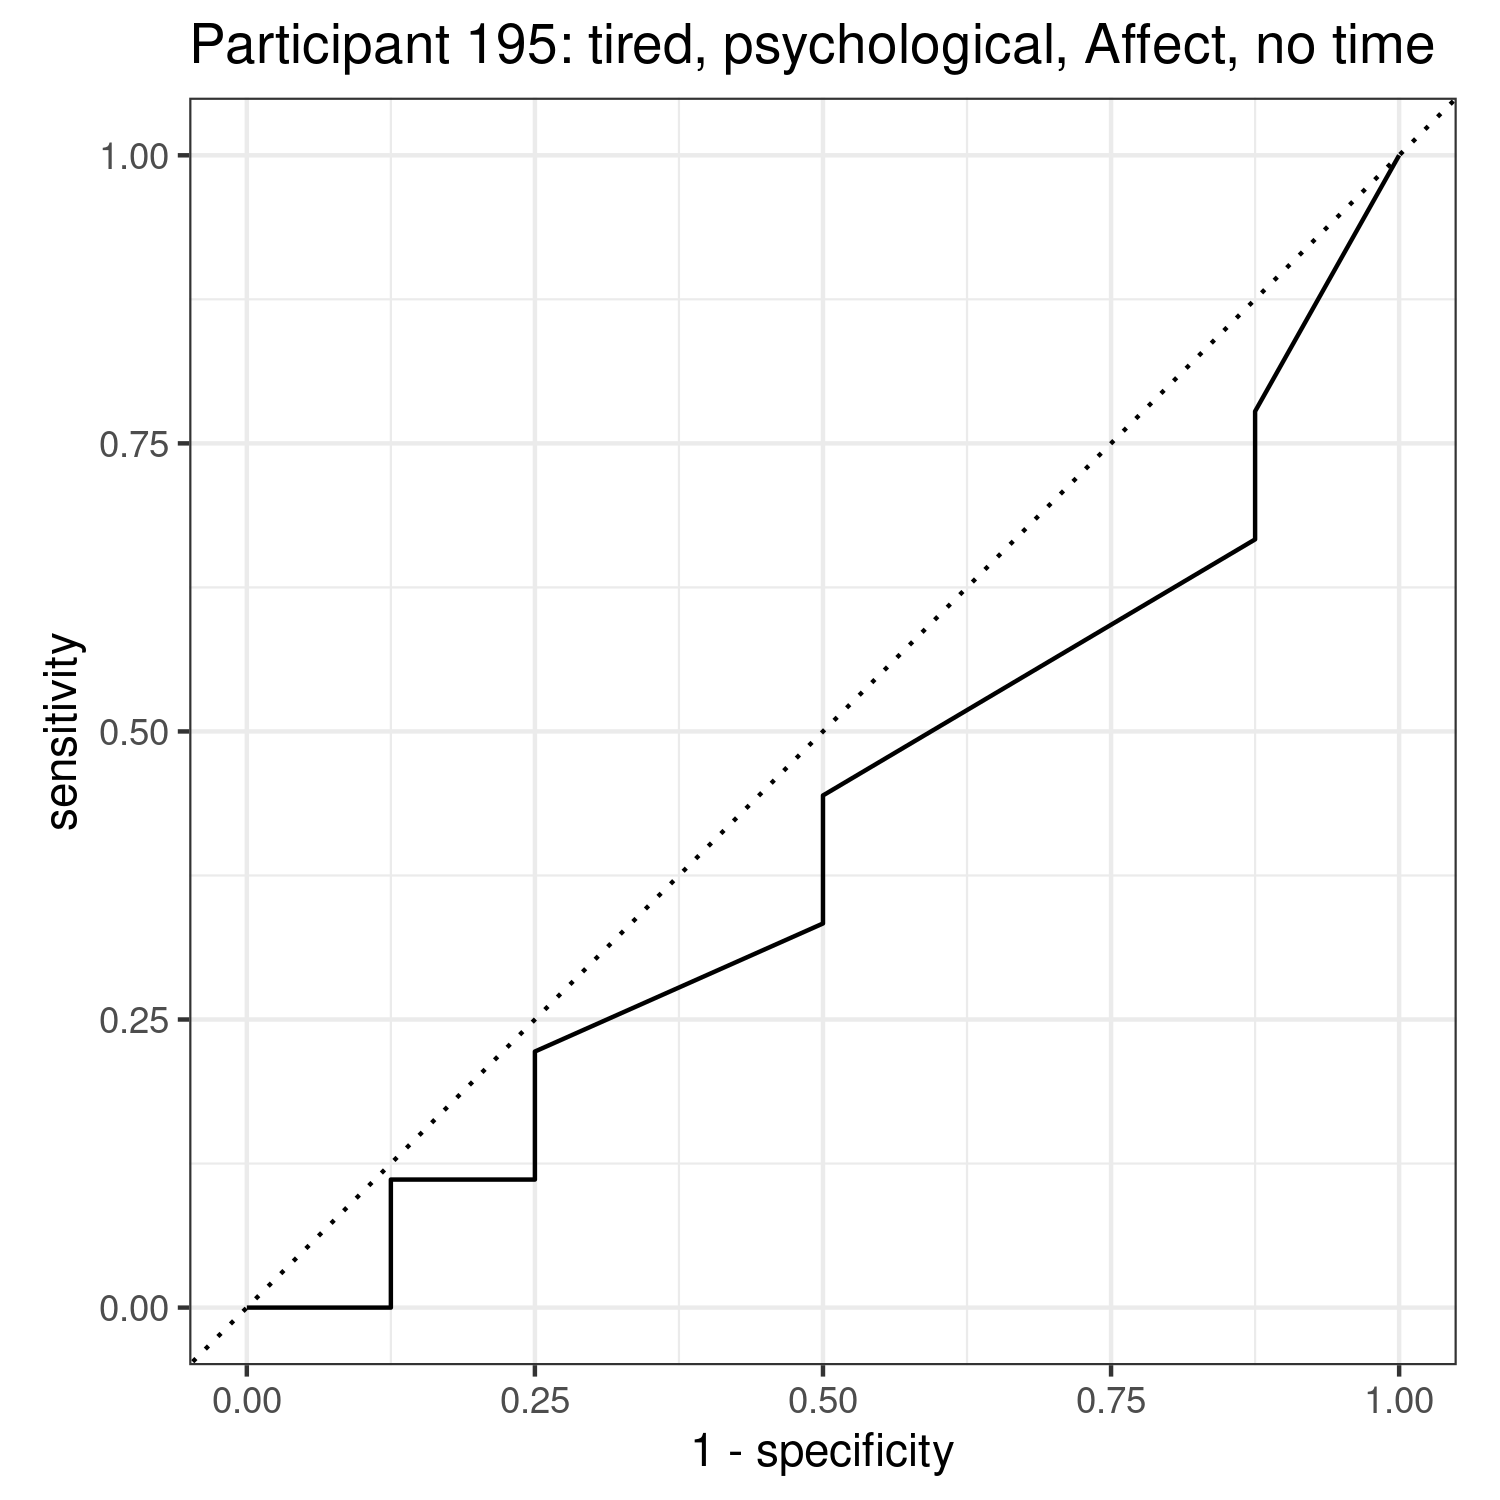 Participant 195: tired, psychological, Affect, no time
1.00
0.75
0.50
0.25
0.00
sensitivity
0.00 0.25 0.50 0.75 1.00
1 - specificity